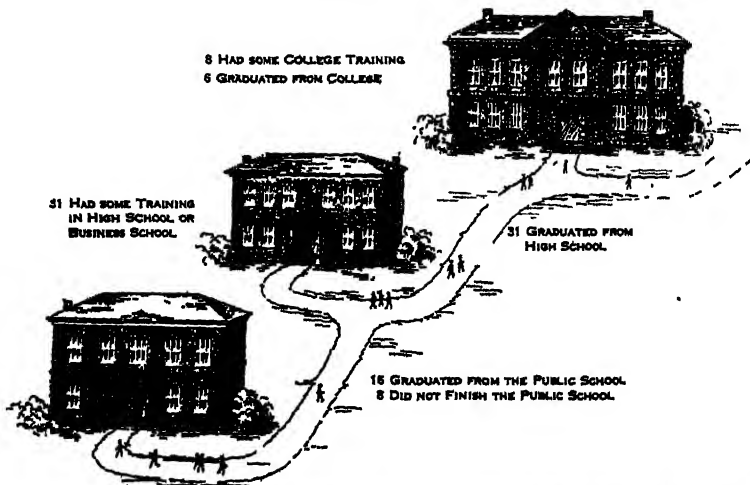 8 HAD SOME COLLEGE TRAINING
6 GRADUATED FROM COLLEGE
31 HAD SOME TRAINING
IN HIGH SCHOOL OR
BUSINESS SCHOOL
31 GRADUATED FROM
HIGH SCHOOL
16 GRADUATED FROM THE PUBLIC SCHOOL
8 DID NOT FINISH THE PUBLIC SCHOOL